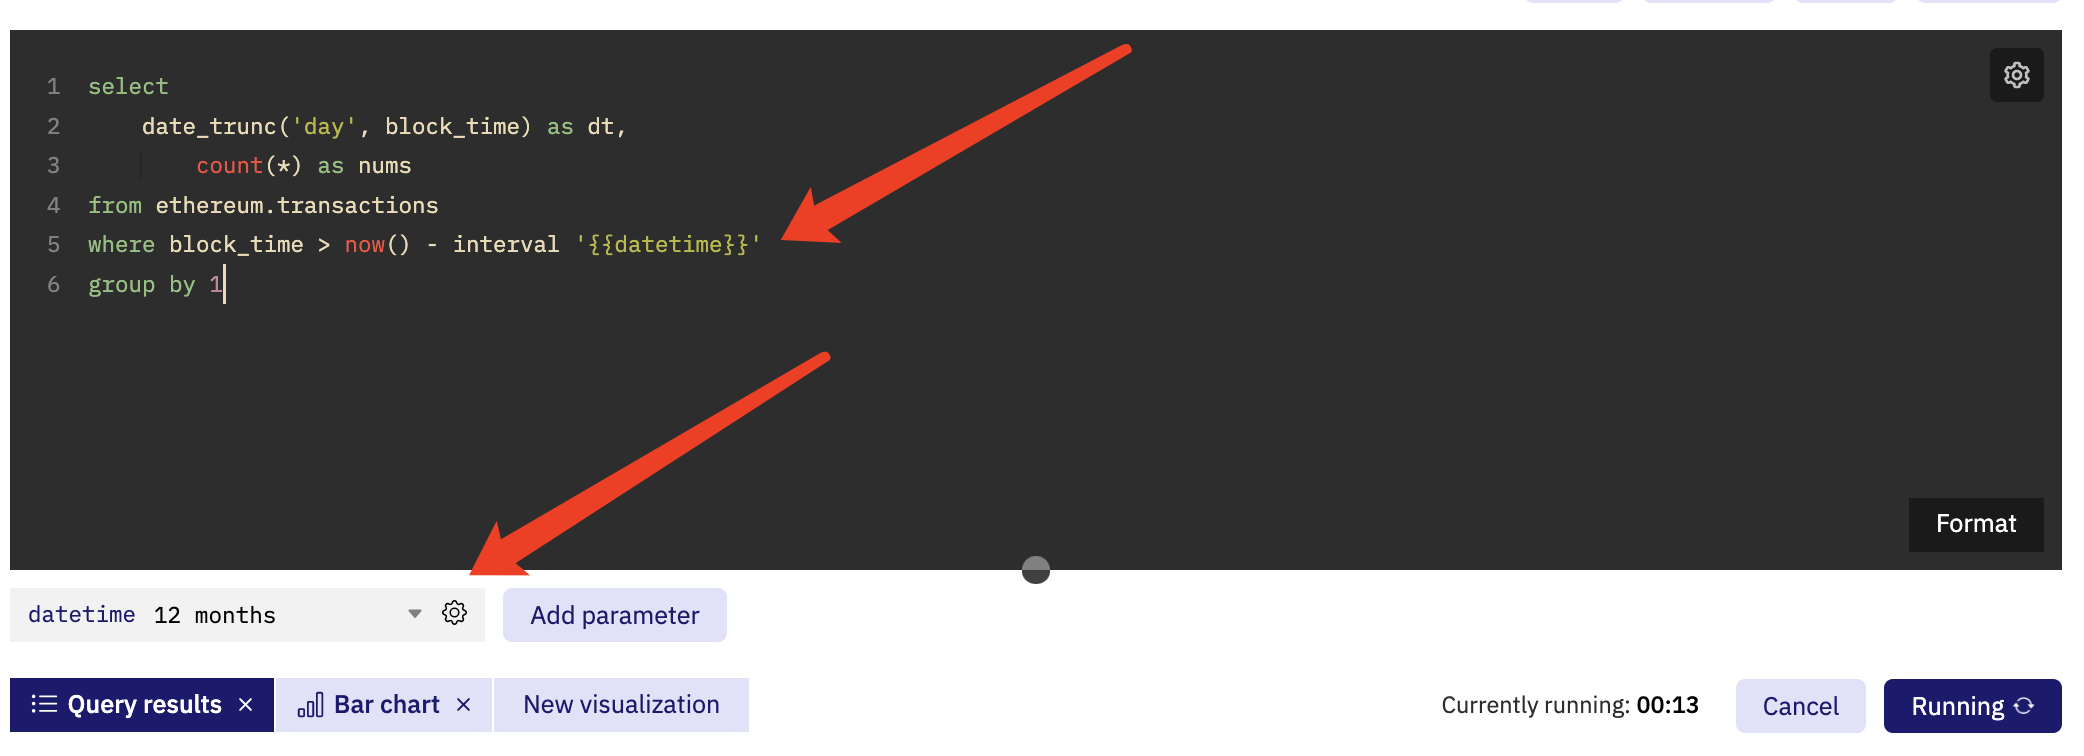 1 select
2 date_trunc('day', block_time) as dt,
3 count(*) as nums
4 from ethereum.transactions
5 where block_time > now() - interval '{{datetime}}'
6 group by 1
Format
datetime 12 months Add parameter
Query results × Bar chart × New visualization Currently running: 00:13 Cancel Running